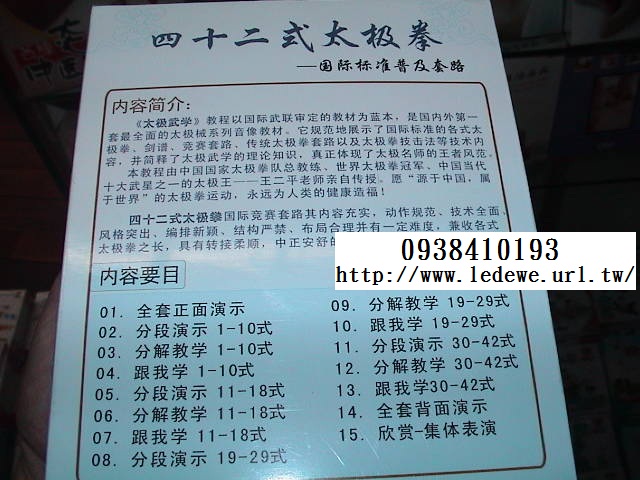 四十二式太极拳
——国际标准普及套路
内容简介:
《太极武学》教程以国际武联审定的教材为蓝本，是国内外第一
套最全面的太极械系列音像教材。它规范地展示了国际标准的各式太
极拳、剑谱、竞赛套路、传统太极拳套路以及太极拳技击法等技术内
容，并简释了太极武学的理论知识，真正体现了太极名师的王者风范。
本教程由中国国家太极拳队总教练、世界太极拳冠军、中国当代
十大武星之一的太极王——王二平老师亲自传授。愿“源于中国，属
于世界”的太极拳运动，永远为人类的健康造福！
四十二式太极拳国际竞赛套路其内容充实，动作规范、技术全面、
风格突出、编排新颖、结构严禁、布局合理并有一定难度，兼收各式
太极拳之长，具有转接柔顺，中正安舒的
0938410193
http://www.ledewe.url.tw/
内容要目
01. 全套正面演示
02. 分段演示 1-10式
03. 分解教学 1-10式
04. 跟我学 1-10式
05. 分段演示 11-18式
06. 分解教学 11-18式
07. 跟我学 11-18式
08. 分段演示 19-29式
09. 分解教学 19-29式
10. 跟我学 19-29式
11. 分段演示 30-42式
12. 分解教学 30-42式
13. 跟我学30-42式
14. 全套背面演示
15. 欣赏-集体表演